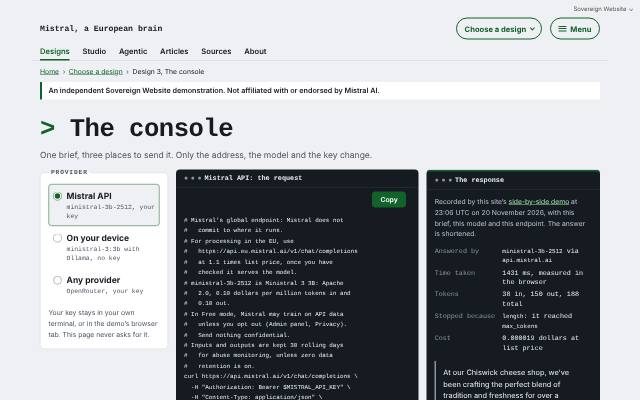 Sovereign Website
Mistral, a European brain
Choose a design
Menu
Designs Studio Agentic Articles Sources About
Home › Choose a design › Design 3, The console
An independent Sovereign Website demonstration. Not affiliated with or endorsed by Mistral AI.
> The console
One brief, three places to send it. Only the address, the model and the key change.
PROVIDER
Mistral API
ministral-3b-2512, your
key
On your device
ministral-3:3b with
Ollama, no key
Any provider
OpenRouter, your key
Your key stays in your own
terminal, or in the demo's browser
tab. This page never asks for it.
Mistral API: the request
Copy
# Mistral's global endpoint: Mistral does not
# commit to where it runs.
# For processing in the EU, use
# https://api.eu.mistral.ai/v1/chat/completions
# at 1.1 times list price, once you have
# checked it serves the model.
# ministral-3b-2512 is Ministral 3 3B: Apache
# 2.0, 0.10 dollars per million tokens in and
# 0.10 out.
# In Free mode, Mistral may train on API data
# unless you opt out (Admin panel, Privacy).
# Send nothing confidential.
# Inputs and outputs are kept 30 rolling days
# for abuse monitoring, unless zero data
# retention is on.
curl https://api.mistral.ai/v1/chat/completions \
-H "Authorization: Bearer $MISTRAL_API_KEY" \
-H "Content-Type: application/json" \
The response
Recorded by this site's side-by-side demo at
23:06 UTC on 20 November 2026, with this
brief, this model and this endpoint. The answer
is shortened.
Answered by ministral-3b-2512 via
api.mistral.ai
Time taken 1431 ms, measured in
the browser
Tokens 38 in, 150 out, 188
total
Stopped because length: it reached
max_tokens
Cost 0.000019 dollars at
list price
At our Chiswick cheese shop, we've
been crafting the perfect blend of
tradition and freshness for over a